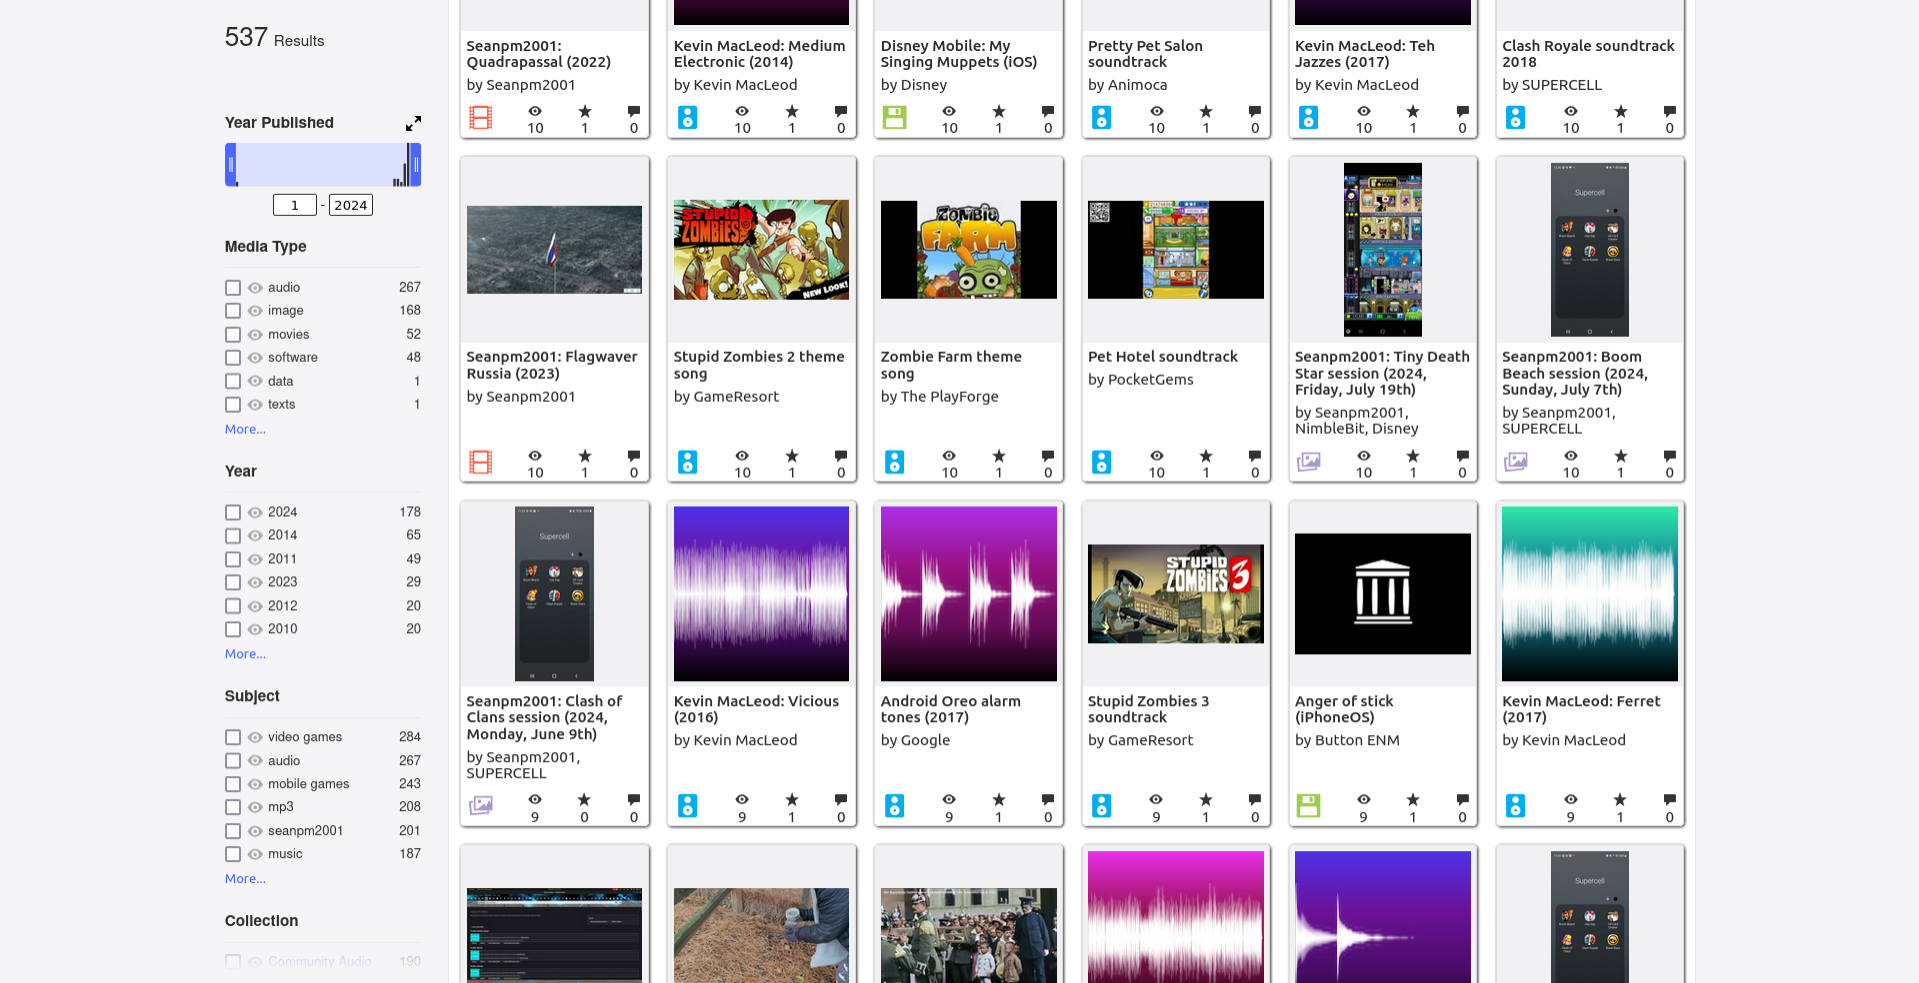 537 Results
Year Published
1 - 2024
Media Type
audio 267
image 168
movies 52
software 48
data 1
texts 1
More...
Year
2024 178
2014 65
2011 49
2023 29
2012 20
2010 20
More...
Subject
video games 284
audio 267
mobile games 243
mp3 208
seanpm2001 201
music 187
More...
Collection
Community Audio 190
Seanpm2001:
Quadrapassal (2022)
by Seanpm2001
10 1 0
Kevin MacLeod: Medium
Electronic (2014)
by Kevin MacLeod
10 1 0
Disney Mobile: My
Singing Muppets (iOS)
by Disney
10 1 0
Pretty Pet Salon
soundtrack
by Animoca
10 1 0
Kevin MacLeod: Teh
Jazzes (2017)
by Kevin MacLeod
10 1 0
Clash Royale soundtrack
2018
by SUPERCELL
10 1 0
Seanpm2001: Flagwaver
Russia (2023)
by Seanpm2001
10 1 0
STUPID
ZOMBIES
NEW LOOK!
Stupid Zombies 2 theme
song
by GameResort
10 1 0
ZOMBIE
FARM
Zombie Farm theme
song
by The PlayForge
10 1 0
Pet Hotel soundtrack
by PocketGems
10 1 0
Seanpm2001: Tiny Death
Star session (2024,
Friday, July 19th)
by Seanpm2001,
NimbleBit, Disney
10 1 0
Supercell
Seanpm2001: Boom
Beach session (2024,
Sunday, July 7th)
by Seanpm2001,
SUPERCELL
10 1 0
Supercell
Seanpm2001: Clash of
Clans session (2024,
Monday, June 9th)
by Seanpm2001,
SUPERCELL
9 0 0
Kevin MacLeod: Vicious
(2016)
by Kevin MacLeod
9 1 0
Android Oreo alarm
tones (2017)
by Google
9 1 0
STUPID
ZOMBIES 3
Stupid Zombies 3
soundtrack
by GameResort
9 1 0
Anger of stick
(iPhoneOS)
by Button ENM
9 1 0
Kevin MacLeod: Ferret
(2017)
by Kevin MacLeod
9 1 0
Supercell